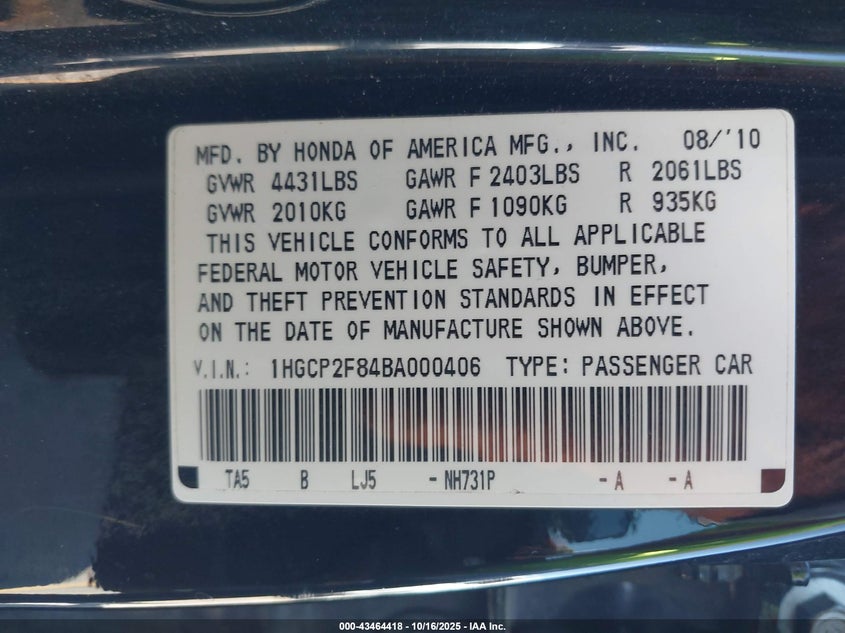 MFD. BY HONDA OF AMERICA MFG., INC. 08/'10
GVWR 4431LBS GAWR F 2403LBS R 2061LBS
GVWR 2010KG GAWR F 1090KG R 935KG
THIS VEHICLE CONFORMS TO ALL APPLICABLE
FEDERAL MOTOR VEHICLE SAFETY, BUMPER,
AND THEFT PREVENTION STANDARDS IN EFFECT
ON THE DATE OF MANUFACTURE SHOWN ABOVE.
V.I.N.: 1HGCP2F84BA000406 TYPE: PASSENGER CAR
TA5 B LJ5 - NH731P - A - A
000-43464418 - 10/16/2025 - IAA Inc.